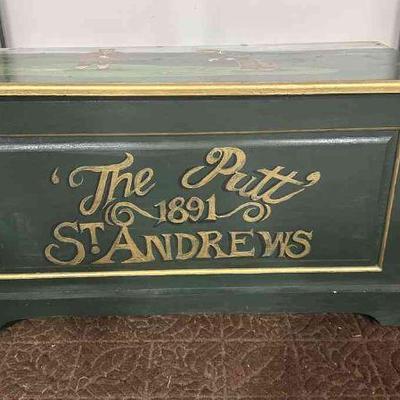 'The Putt'
1891
ST. ANDREWS